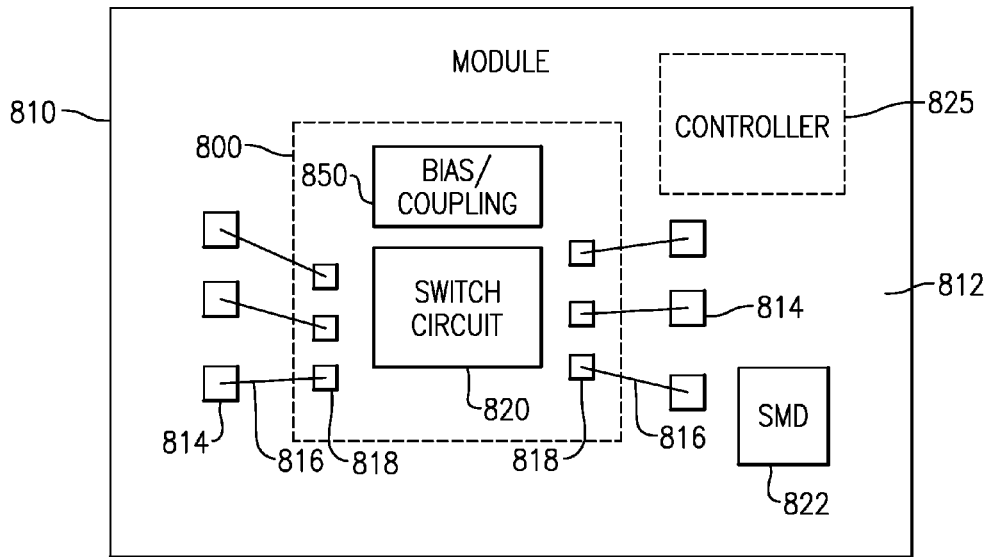 MODULE
810
800
850
BIAS/
COUPLING
CONTROLLER
825
SWITCH
CIRCUIT
812
814
814
816
818
820
818
816
SMD
822